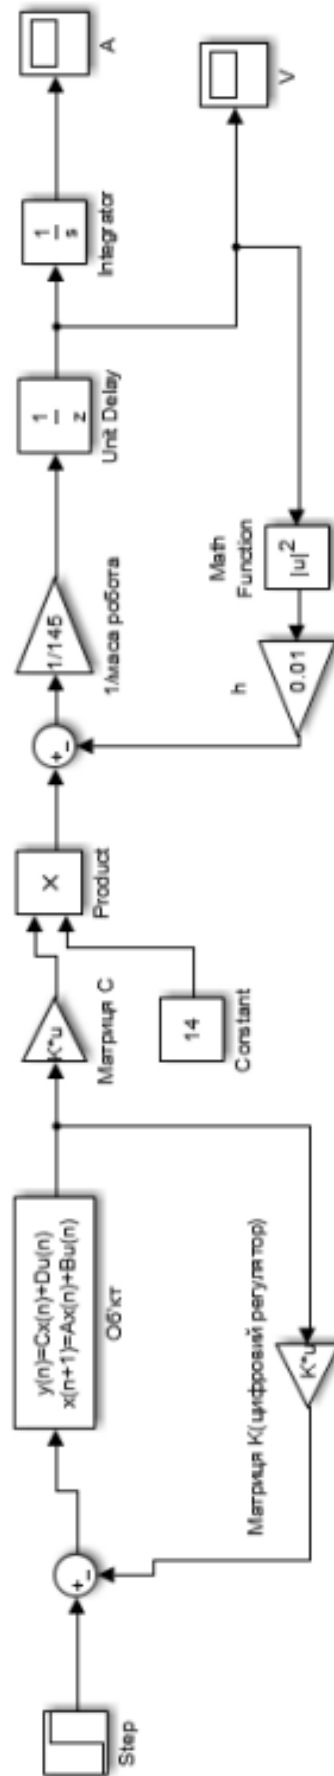 Step
+
−
y(n)=Cx(n)+Du(n)
x(n+1)=Ax(n)+Bu(n)
Об'єкт
Матриця K( цифровий регулятор)
K*u
K*u
Матриця C
14
Constant
X
Product
+
−
1/145
1/маса робота
1
z
Unit Delay
1
s
Integrator
A
V
Math
Function
|u|2
h
0.01